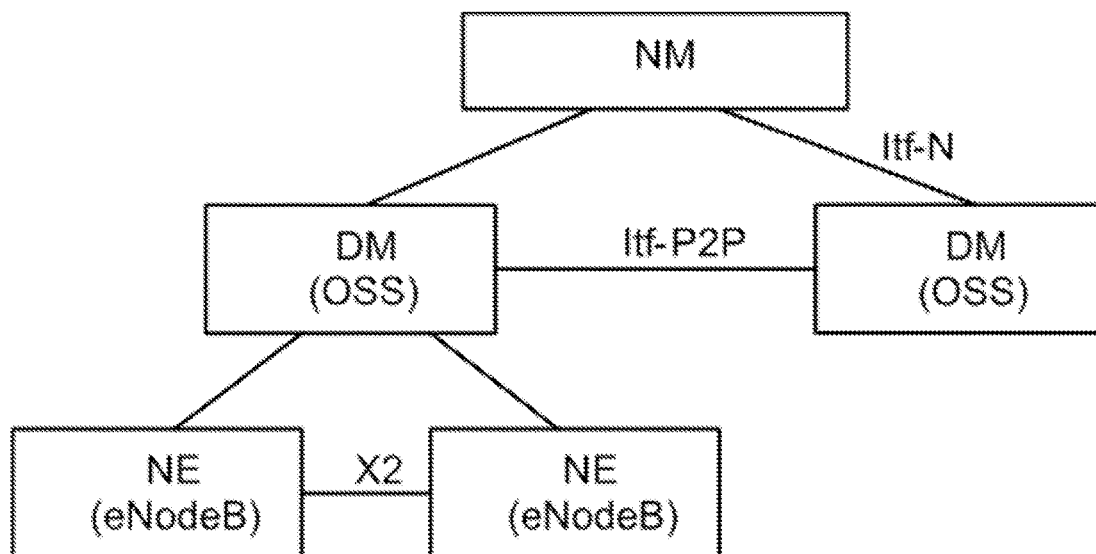 NM
Itf-N
DM
(OSS)
Itf-P2P
DM
(OSS)
NE
(eNodeB)
X2
NE
(eNodeB)